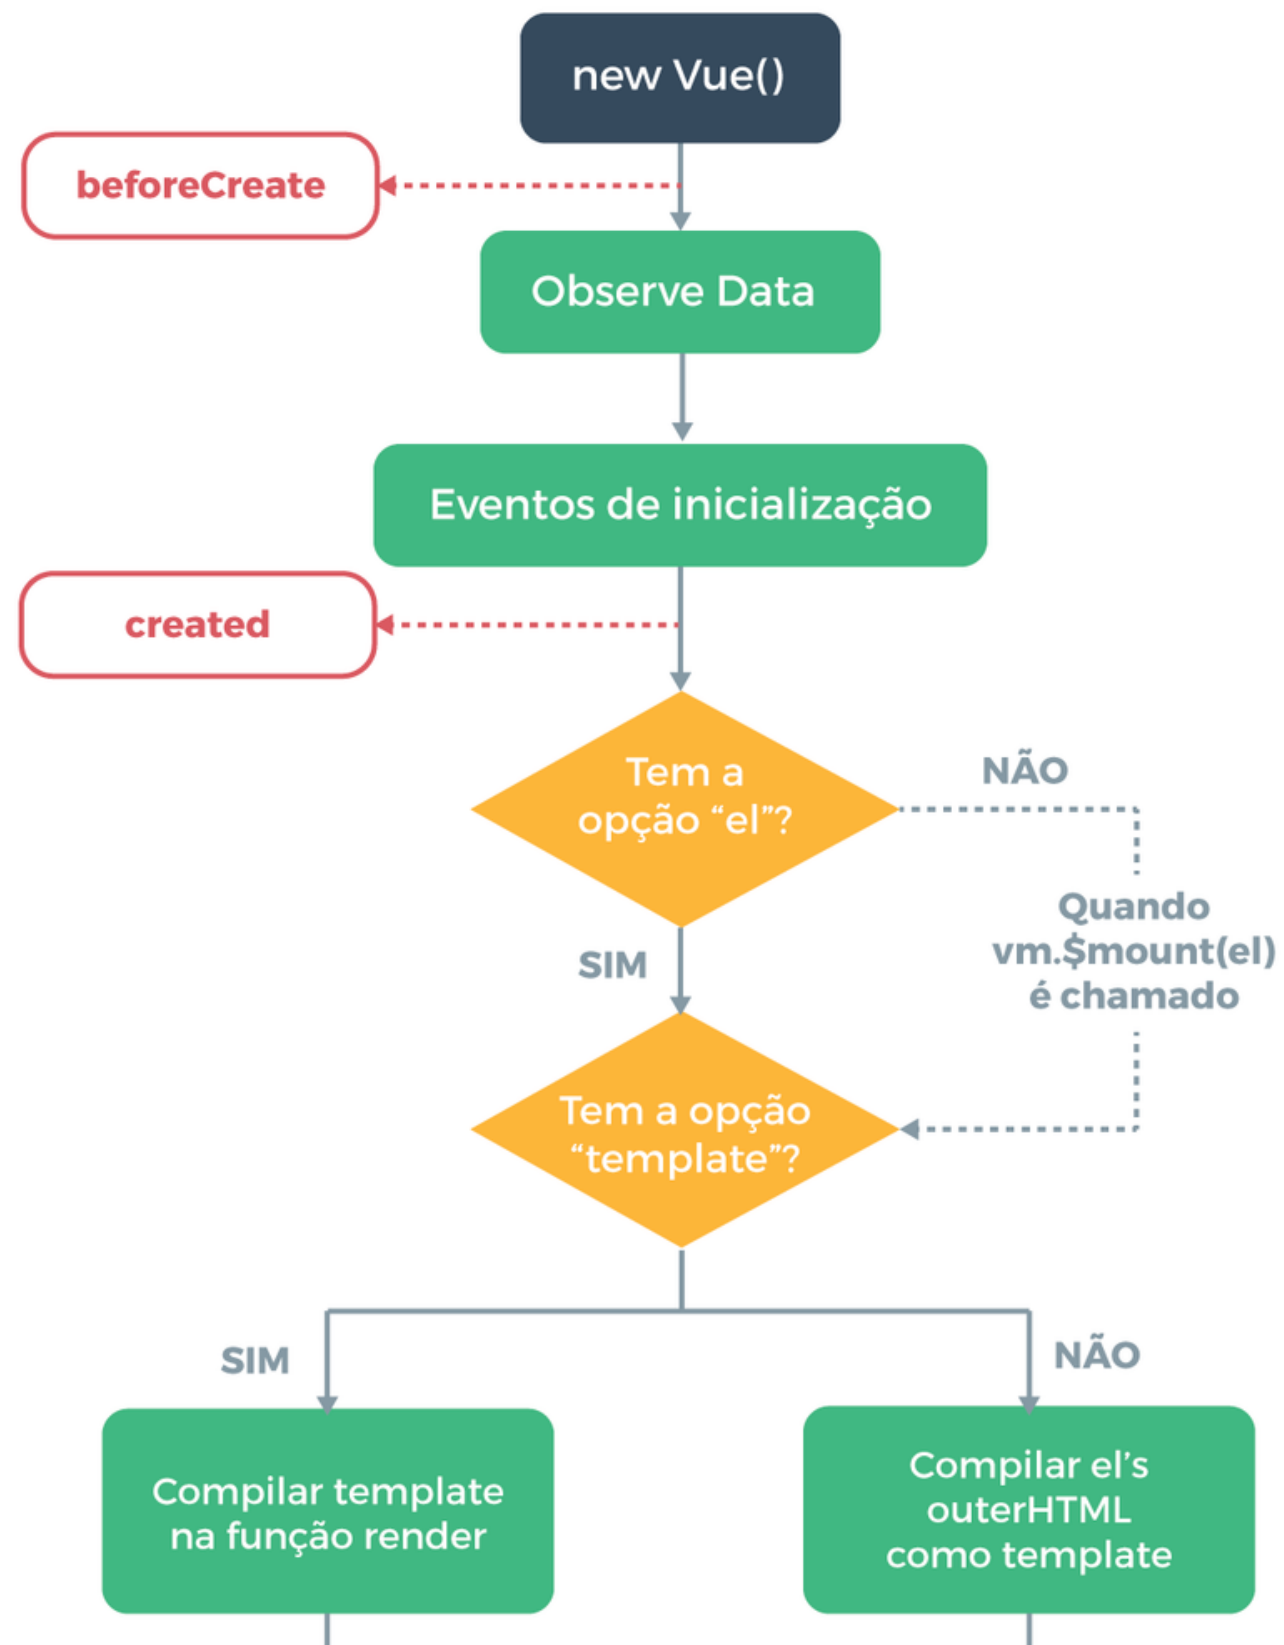 new Vue()
beforeCreate
Observe Data
Eventos de inicialização
created
Tem a
opção “el”?
NÃO
Quando
vm.$mount(el)
é chamado
SIM
Tem a opção
“template”?
SIM
NÃO
Compilar template
na função render
Compilar el’s
outerHTML
como template